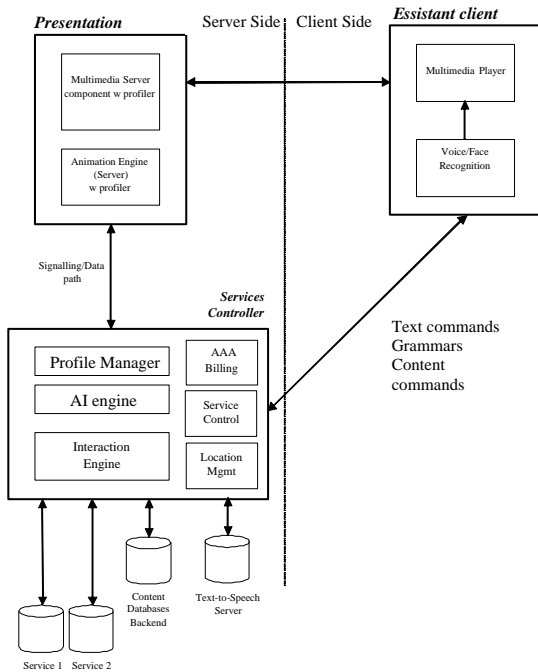 Presentation
Server Side
Client Side
Essistant client
Multimedia Server
component w profiler
Animation Engine
(Server)
w profiler
Multimedia Player
Voice/Face
Recognition
Signalling/Data
path
Services
Controller
Profile Manager
AI engine
Interaction
Engine
AAA
Billing
Service
Control
Location
Mgmt
Text commands
Grammars
Content
commands
Content
Databases
Backend
Text-to-Speech
Server
Service 1
Service 2